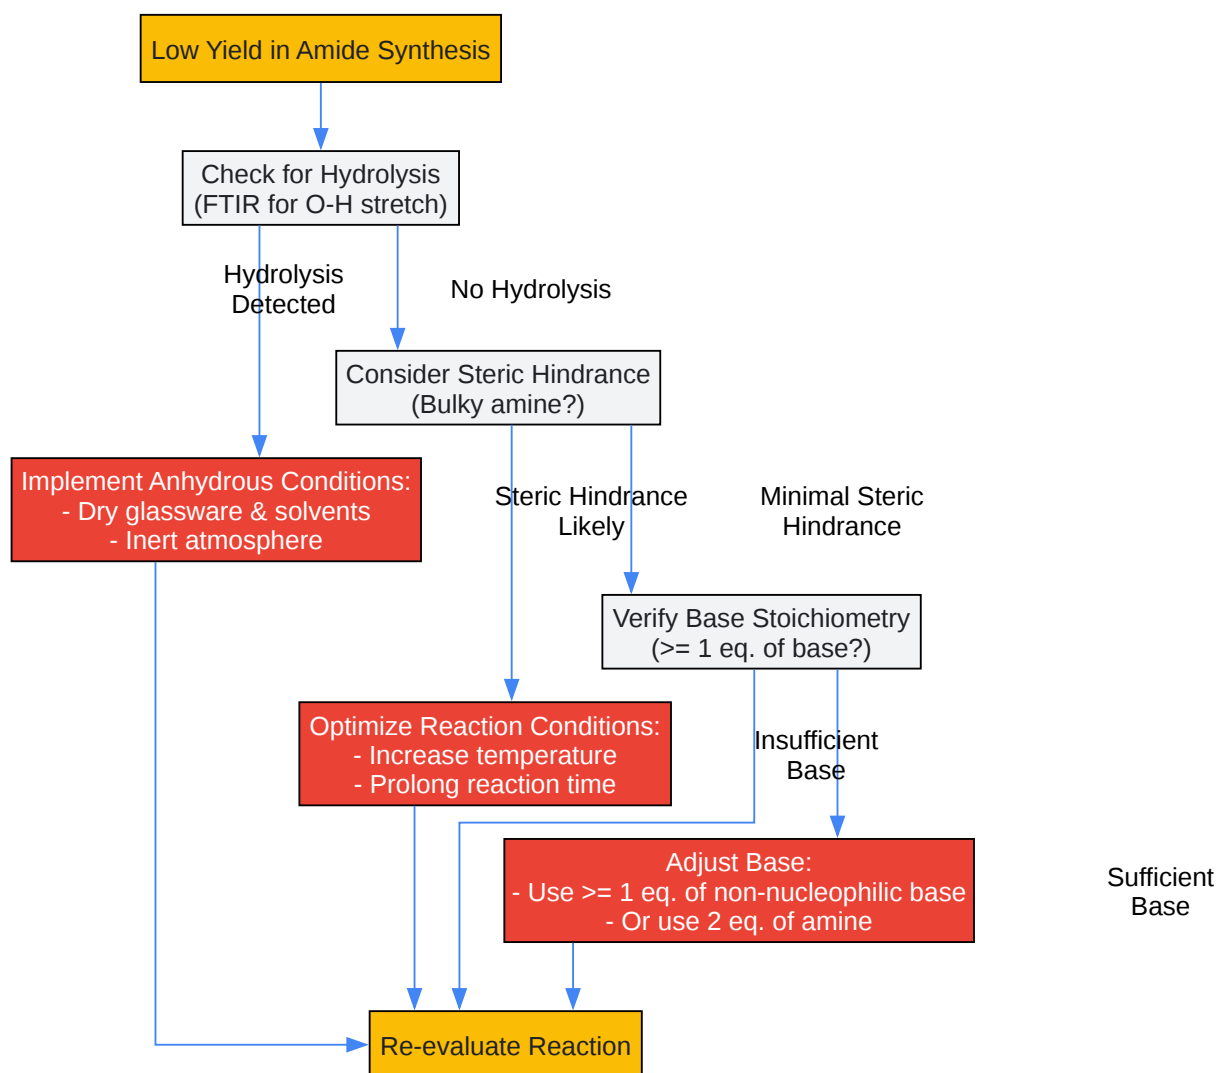 Low Yield in Amide Synthesis
Check for Hydrolysis
(FTIR for O-H stretch)
Hydrolysis
Detected
No Hydrolysis
Consider Steric Hindrance
(Bulky amine?)
Implement Anhydrous Conditions:
- Dry glassware & solvents
- Inert atmosphere
Steric Hindrance
Likely
Minimal Steric
Hindrance
Verify Base Stoichiometry
(>= 1 eq. of base?)
Optimize Reaction Conditions:
- Increase temperature
- Prolong reaction time
Insufficient
Base
Adjust Base:
- Use >= 1 eq. of non-nucleophilic base
- Or use 2 eq. of amine
Sufficient
Base
Re-evaluate Reaction